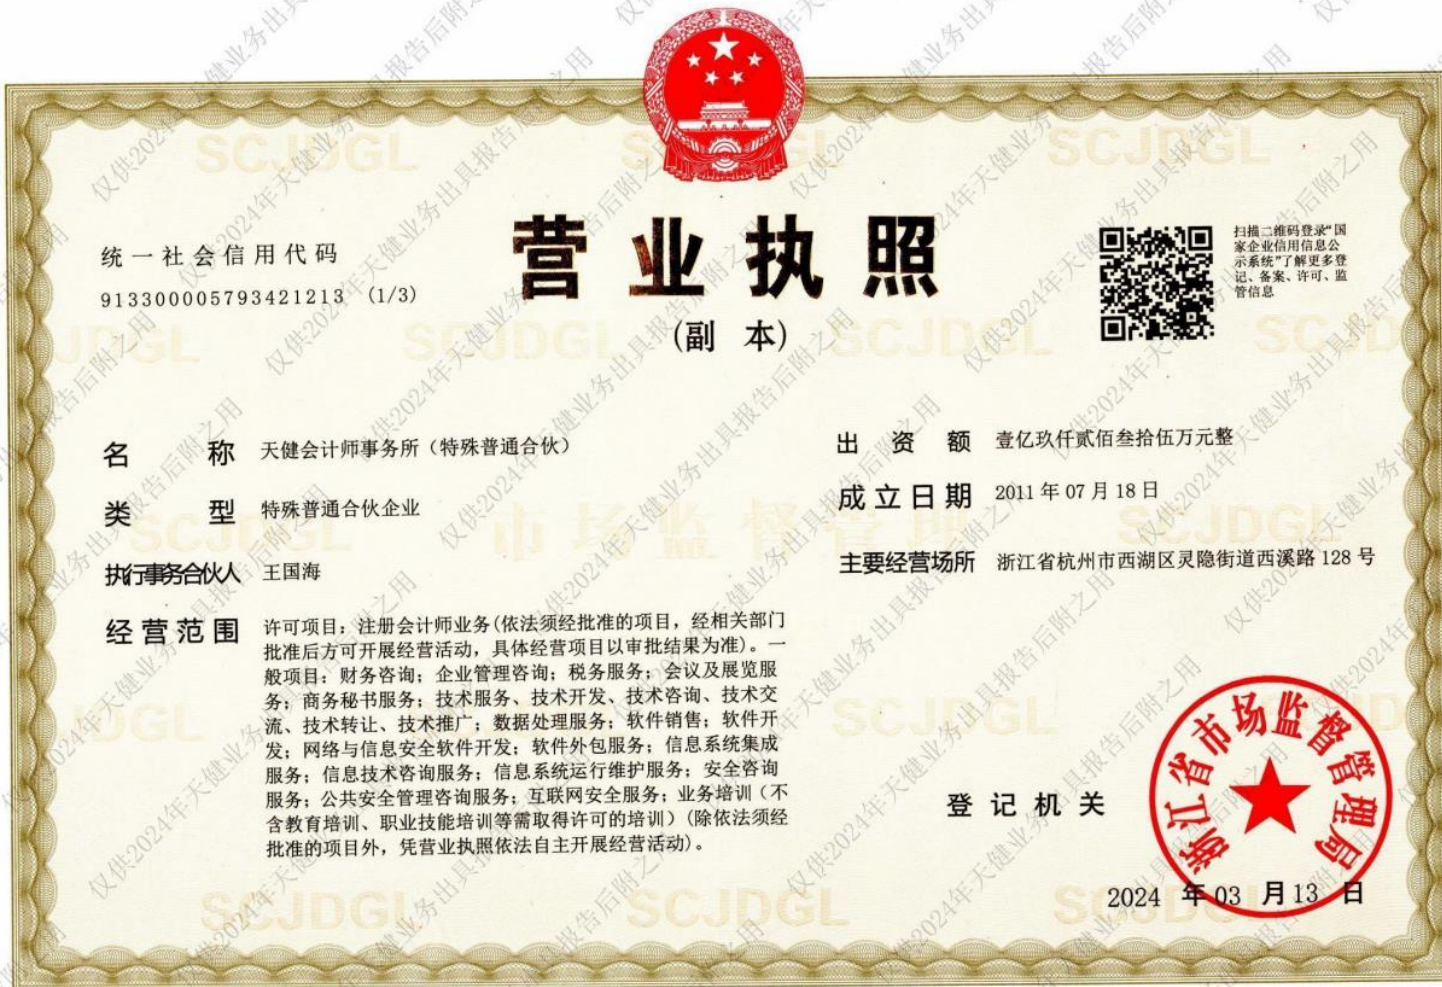 营业执照
(副 本)
统一社会信用代码
913300005793421213 (1/3)
扫描二维码登录“国
家企业信用信息公
示系统”了解更多登
记、备案、许可、监
管信息
名 称 天健会计师事务所（特殊普通合伙）
类 型 特殊普通合伙企业
执行事务合伙人 王国海
经营范围 许可项目：注册会计师业务(依法须经批准的项目，经相关部门
批准后方可开展经营活动，具体经营项目以审批结果为准)。一
般项目：财务咨询；企业管理咨询；税务服务；会议及展览服
务；商务秘书服务；技术服务、技术开发、技术咨询、技术交
流、技术转让、技术推广；数据处理服务；软件销售；软件开
发；网络与信息安全软件开发；软件外包服务；信息系统集成
服务；信息技术咨询服务；信息系统运行维护服务；安全咨询
服务；公共安全管理咨询服务；互联网安全服务；业务培训（不
含教育培训、职业技能培训等需取得许可的培训）(除依法须经
批准的项目外，凭营业执照依法自主开展经营活动)。
出 资 额 壹亿玖仟贰佰叁拾伍万元整
成立日期 2011 年 07 月 18 日
主要经营场所 浙江省杭州市西湖区灵隐街道西溪路 128 号
登记机关
浙江省市场监督管理局
2024 年 03 月 13 日
市场监督管理
SCJDGL
仅供2024年天健业务出具报告后附之用